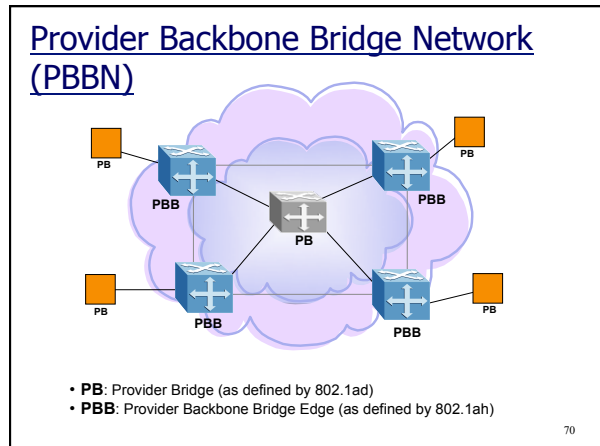 Provider Backbone Bridge Network
(PBBN)
PB
PB
PBB
PBB
PB
PB
PB
PBB
PBB
• PB: Provider Bridge (as defined by 802.1ad)
• PBB: Provider Backbone Bridge Edge (as defined by 802.1ah)
70